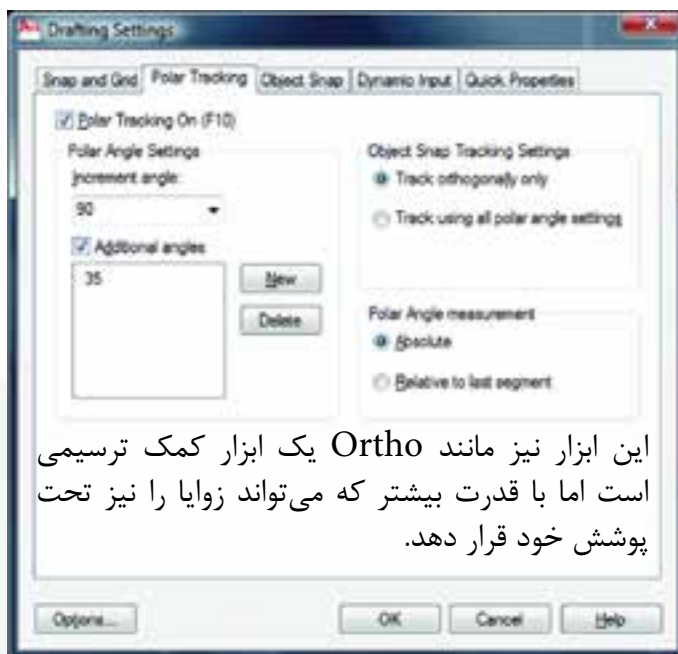 Drafting Settings
Snap and Grid Polar Tracking Object Snap Dynamic Input Quick Properties
Polar Tracking On (F10)
Polar Angle Settings
Increment angle:
90
Additional angles
35
New
Delete
Object Snap Tracking Settings
Track orthogonally only
Track using all polar angle settings
Polar Angle measurement
Absolute
Relative to last segment
این ابزار نیز مانند Ortho یک ابزار کمک ترسیمی
است اما با قدرت بیشتر که می‌تواند زوایا را نیز تحت
پوشش خود قرار دهد.
Options... OK Cancel Help